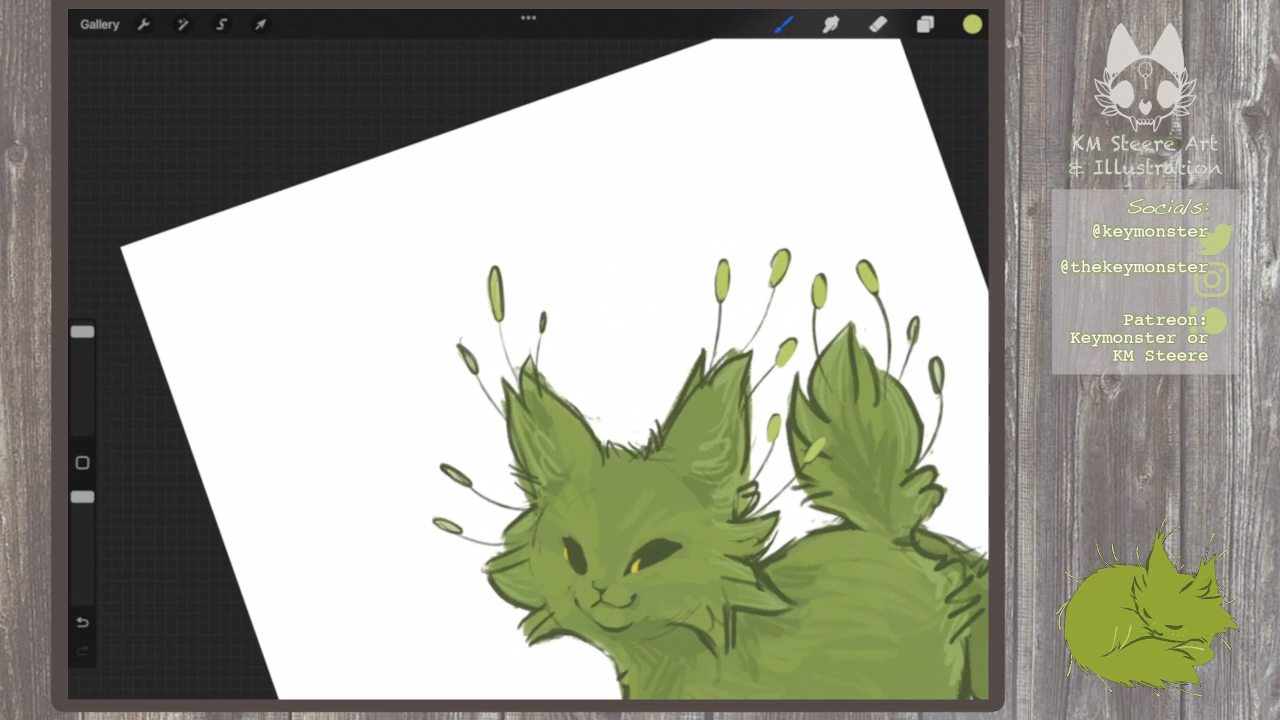 Gallery
KM Steere Art
& Illustration
Socials:
@keymonster
@thekeymonster
Patreon:
Keymonster or
KM Steere